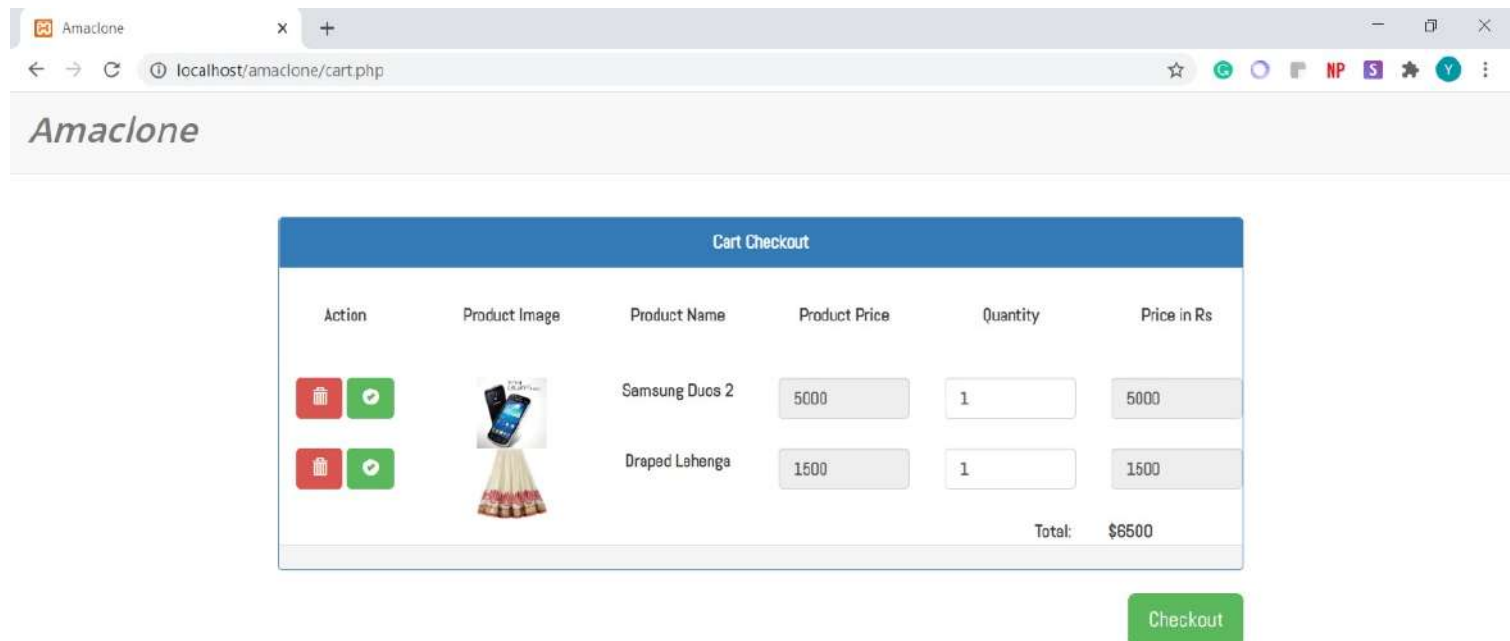 Amaclone
localhost/amaclone/cart.php
NP S Y
Amaclone
Cart Checkout
Action Product Image Product Name Product Price Quantity Price in Rs
Samsung Duos 2 5000 1 5000
Draped Lehenga 1500 1 1500
Total: $6500
Checkout